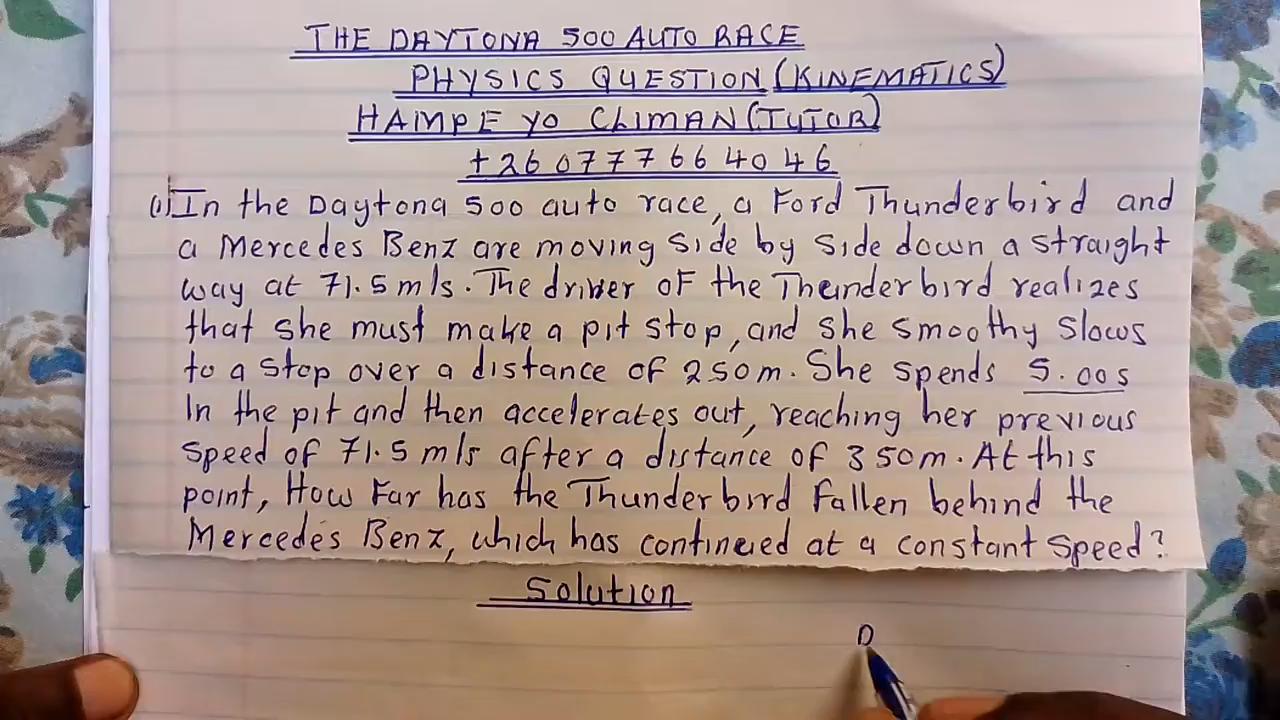 THE DAYTONA 500 AUTO RACE
PHYSICS QUESTION (KINEMATICS)
HAMPE YO CLIMAN (TUTOR)
+260777664046
(1) In the Daytona 500 auto race, a Ford Thunderbird and
a Mercedes Benz are moving side by side down a straight
way at 71.5 m/s. The driver of the Thunderbird realizes
that she must make a pit stop, and she smoothy slows
to a stop over a distance of 250m. She spends 5.00s
In the pit and then accelerates out, reaching her previous
speed of 71.5 m/s after a distance of 350m. At this
point, How Far has the Thunderbird fallen behind the
Mercedes Benz, which has continued at a constant speed?
Solution
D